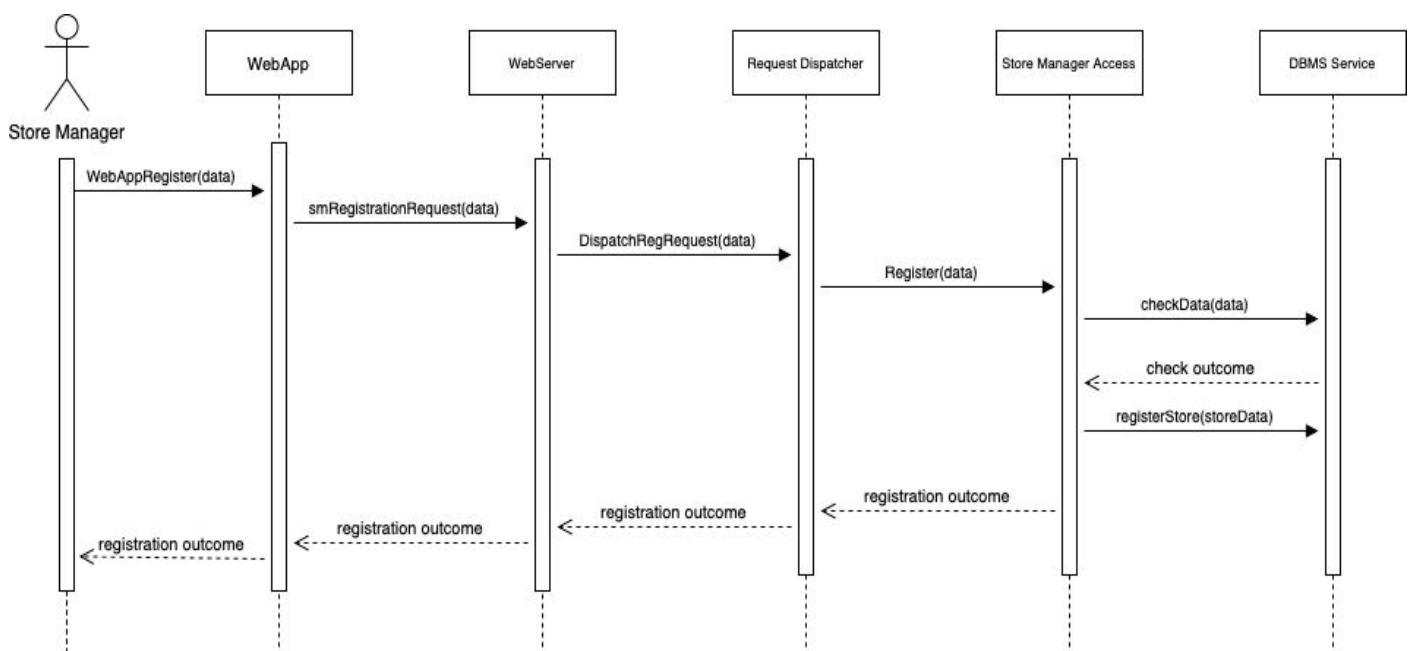 WebApp
WebServer
Request Dispatcher
Store Manager Access
DBMS Service
Store Manager
WebAppRegister(data)
smRegistrationRequest(data)
DispatchRegRequest(data)
Register(data)
checkData(data)
check outcome
registerStore(storeData)
registration outcome
registration outcome
registration outcome
registration outcome